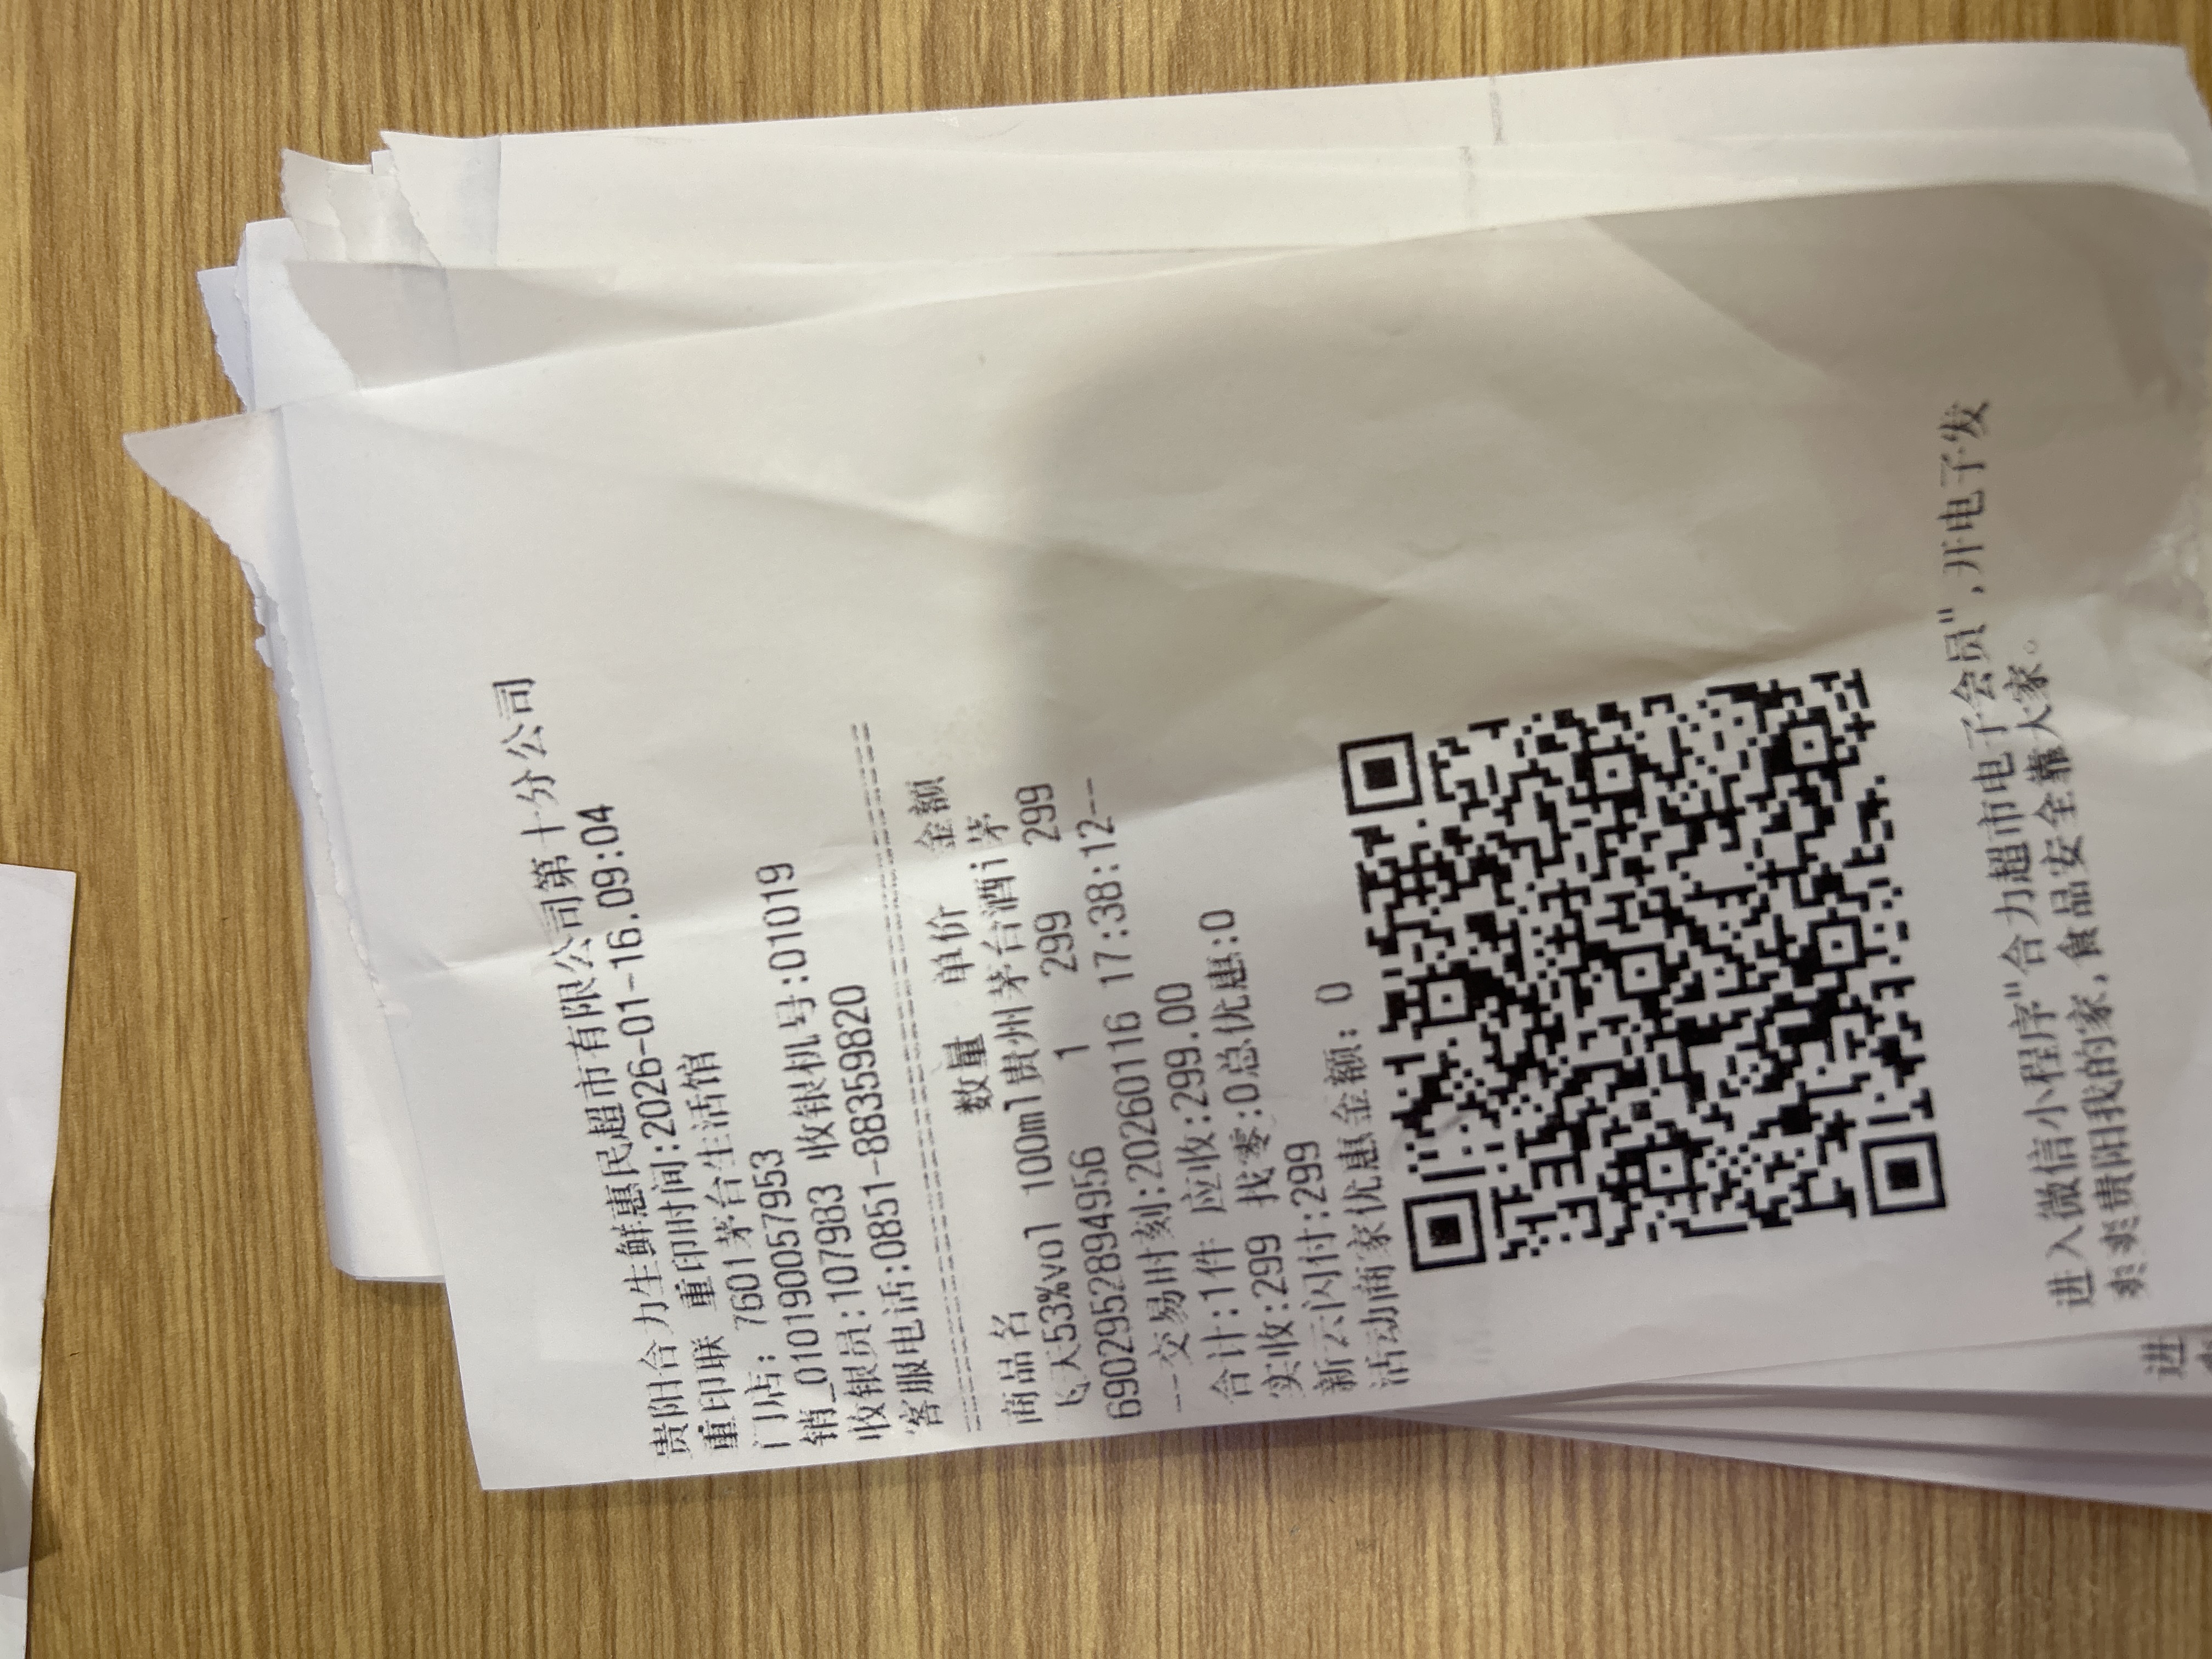 贵阳合力生鲜惠民超市有限公司第十分公司
重印联 重印时间:2026-01-16.09:04
门店: 7601茅台生活馆
销_010190057953
收银员:107983 收银机号:01019
客服电话:0851-88359820
商品名 数量 单价 金额
飞天53%vol 100ml贵州茅台酒i茅
6902952894956 1 299 299
---交易时刻:20260116 17:38:12---
合计:1件 应收:299.00
实收:299 找零:0总优惠:0
新云闪付:299
活动商家优惠金额: 0
进入微信小程序"合力超市电子会员",开电子发
爽爽贵阳我的家,食品安全靠大家。
进